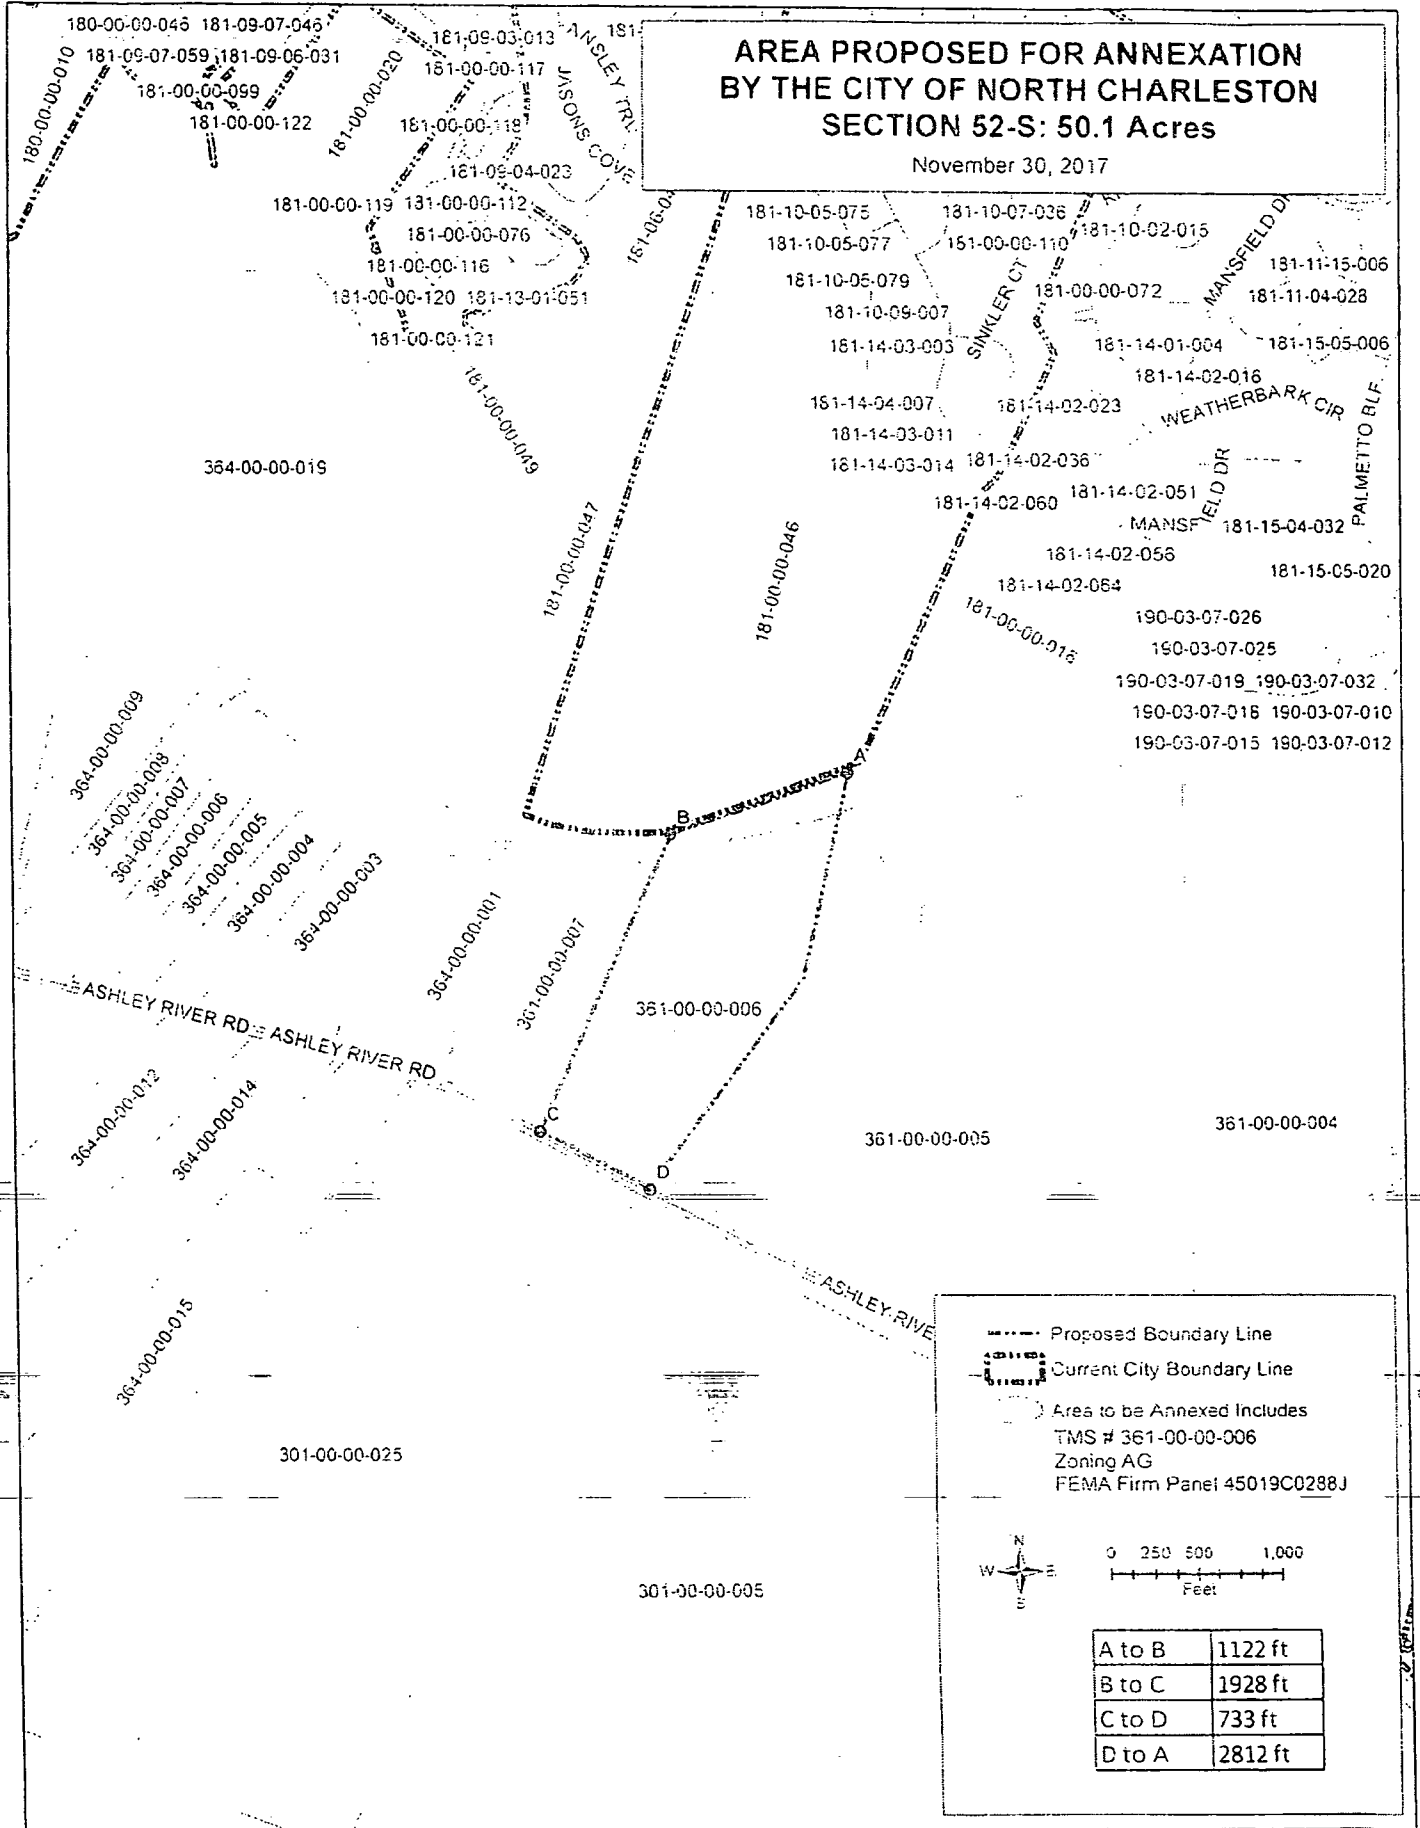 AREA PROPOSED FOR ANNEXATION
BY THE CITY OF NORTH CHARLESTON
SECTION 52-S: 50.1 Acres
November 30, 2017
180-00-00-046 181-09-07-046
181-09-07-059 181-09-06-031
181-00-00-099
181-00-00-122
180-00-00-010
181-00-00-020
181-09-03-013
181-00-00-117
181-00-00-118
ANSLEY TRL
JASONS COVE
181-09-04-023
181-00-00-119 181-00-00-112
181-00-00-076
181-00-00-116
181-00-00-120 181-13-01-051
181-00-00-121
181-00-00-049
181-10-05-075
181-10-07-036
181-10-05-077
181-00-00-110
181-10-02-015
181-10-05-079
181-10-09-007
181-14-03-003
SINKLER CT
181-00-00-072
MANSFIELD DR
181-11-15-006
181-11-04-028
181-14-01-004
181-15-05-006
181-14-02-016
181-14-04-007
181-14-02-023
WEATHERBARK CIR
PALMETTO BLF
181-14-03-011
181-14-03-014
181-14-02-036
181-14-02-060
181-14-02-051
MANSF
IELD DR
181-15-04-032
181-14-02-056
181-15-05-020
181-14-02-064
181-00-00-016
364-00-00-019
181-00-00-047
181-00-00-046
190-03-07-026
190-03-07-025
190-03-07-019 190-03-07-032
190-03-07-016 190-03-07-010
190-03-07-015 190-03-07-012
364-00-00-009
364-00-00-008
364-00-00-007
364-00-00-006
364-00-00-005
364-00-00-004
364-00-00-003
A
B
364-00-00-001
361-00-00-007
361-00-00-006
ASHLEY RIVER RD
ASHLEY RIVER RD
364-00-00-012
364-00-00-014
C
D
361-00-00-005
361-00-00-004
ASHLEY RIVE
364-00-00-015
301-00-00-025
301-00-00-005
Proposed Boundary Line
Current City Boundary Line
Area to be Annexed Includes
TMS # 361-00-00-006
Zoning AG
FEMA Firm Panel 45019C0288J
N
W E
S
0 250 500 1,000
Feet
A to B 1122 ft
B to C 1928 ft
C to D 733 ft
D to A 2812 ft